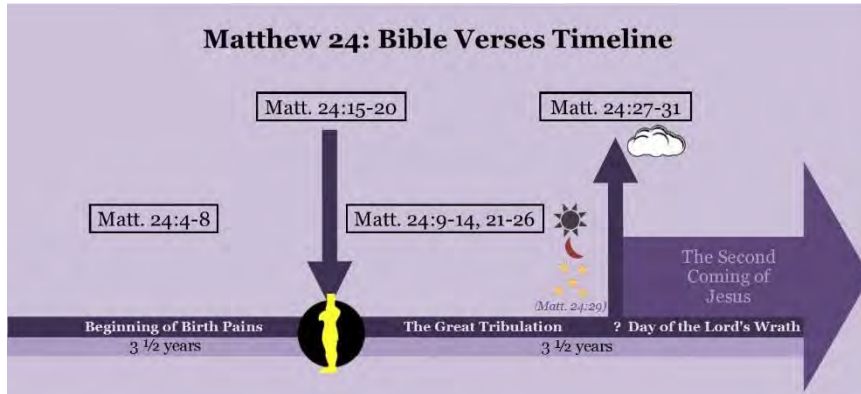 Matthew 24: Bible Verses Timeline
Matt. 24:15-20
Matt. 24:27-31
Matt. 24:4-8
Matt. 24:9-14, 21-26
The Second
Coming of
Jesus
(Matt. 24:29)
Beginning of Birth Pains
The Great Tribulation
? Day of the Lord's Wrath
3 ½ years
3 ½ years